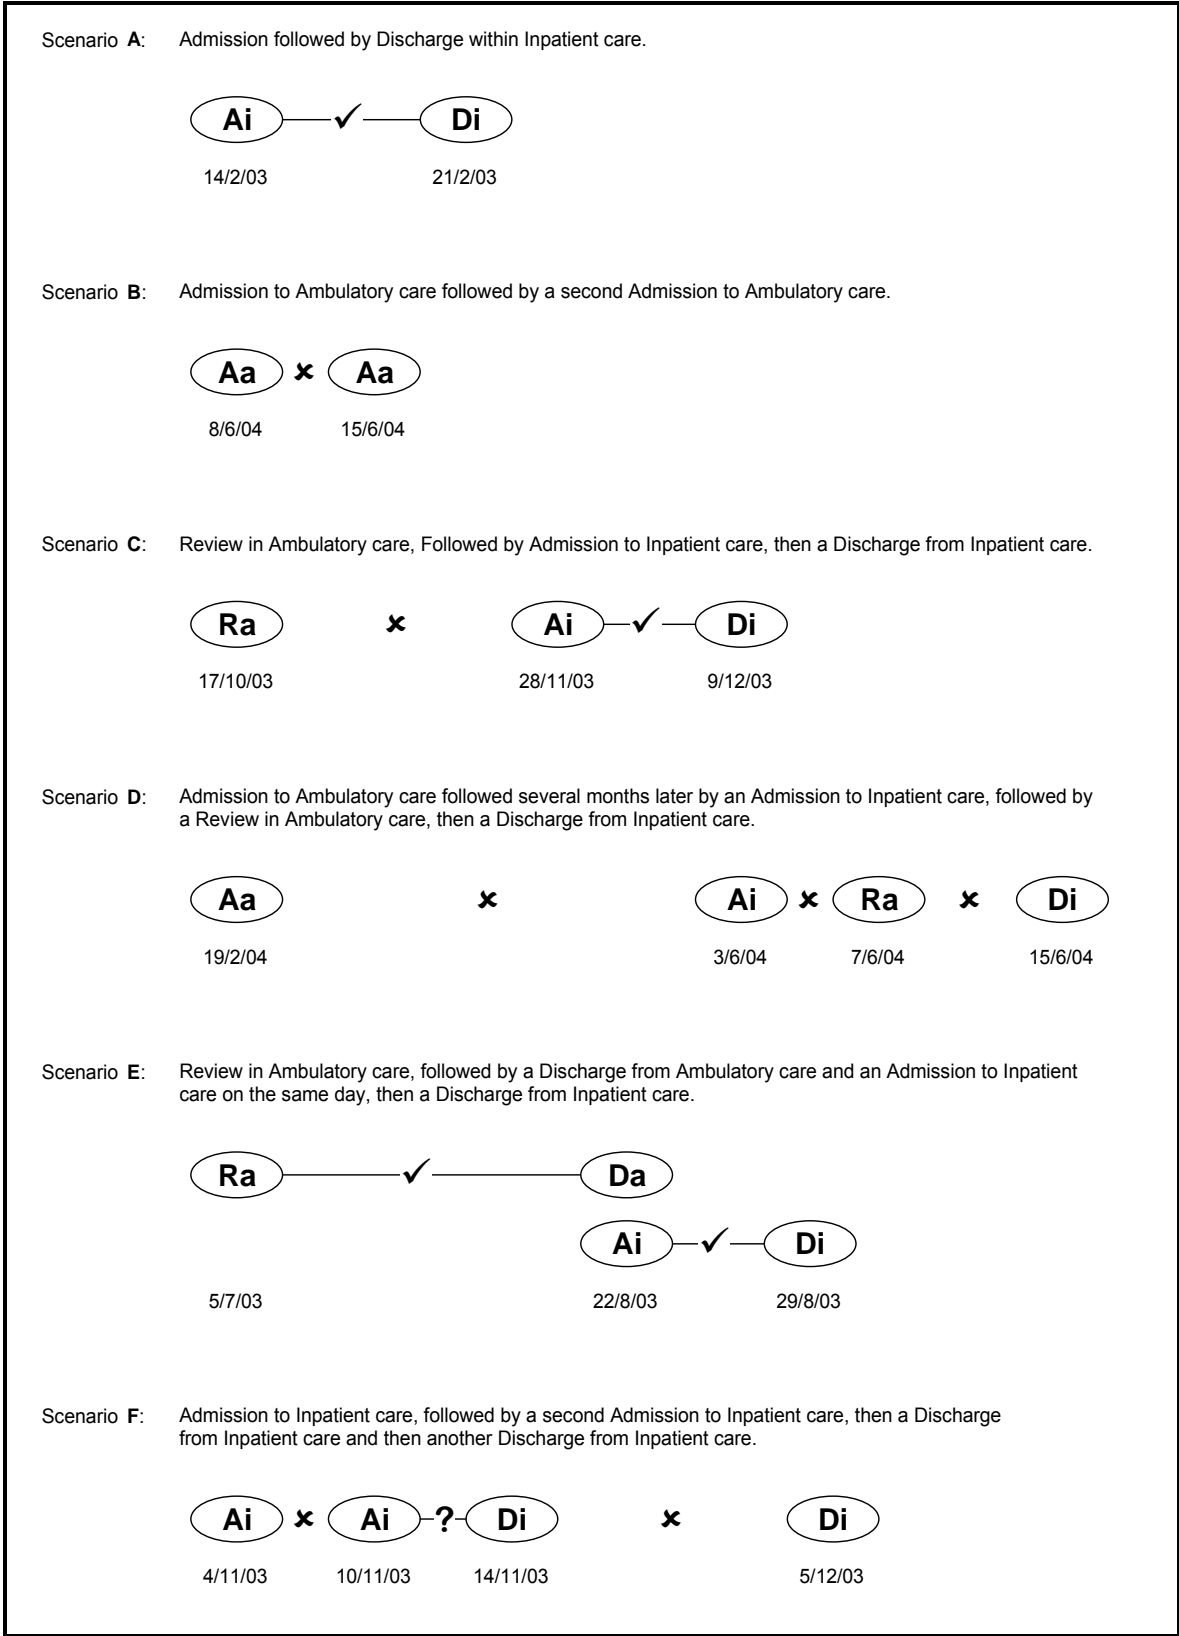 Scenario A: Admission followed by Discharge within Inpatient care.
Ai ✓ Di
14/2/03 21/2/03
Scenario B: Admission to Ambulatory care followed by a second Admission to Ambulatory care.
Aa ✘ Aa
8/6/04 15/6/04
Scenario C: Review in Ambulatory care, Followed by Admission to Inpatient care, then a Discharge from Inpatient care.
Ra ✘ Ai ✓ Di
17/10/03 28/11/03 9/12/03
Scenario D: Admission to Ambulatory care followed several months later by an Admission to Inpatient care, followed by
a Review in Ambulatory care, then a Discharge from Inpatient care.
Aa ✘ Ai ✘ Ra ✘ Di
19/2/04 3/6/04 7/6/04 15/6/04
Scenario E: Review in Ambulatory care, followed by a Discharge from Ambulatory care and an Admission to Inpatient
care on the same day, then a Discharge from Inpatient care.
Ra ✓ Da
Ai ✓ Di
5/7/03 22/8/03 29/8/03
Scenario F: Admission to Inpatient care, followed by a second Admission to Inpatient care, then a Discharge
from Inpatient care and then another Discharge from Inpatient care.
Ai ✘ Ai ? Di ✘ Di
4/11/03 10/11/03 14/11/03 5/12/03